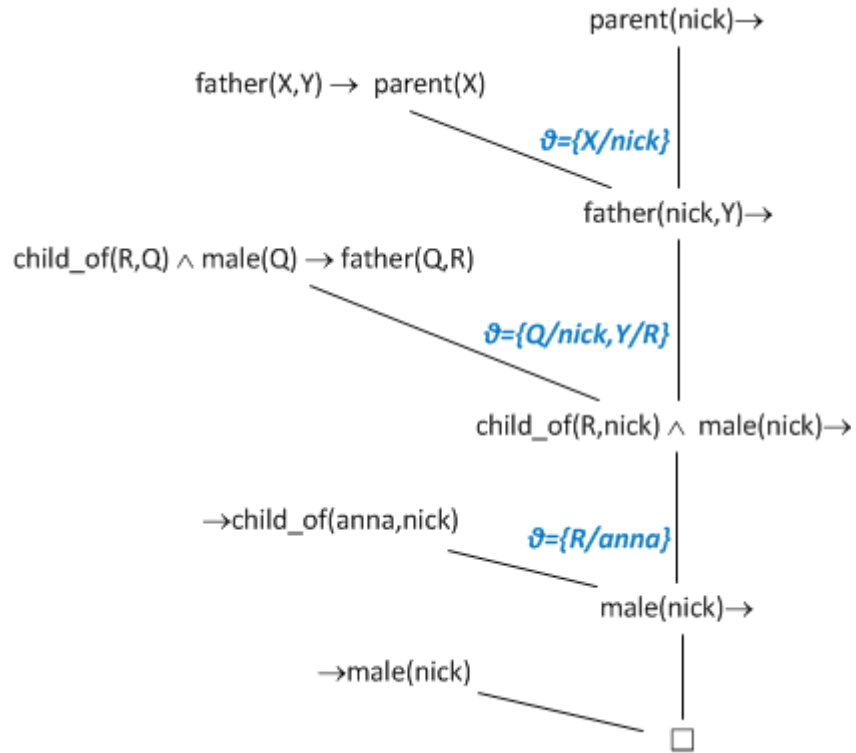 parent(nick)→
father(X,Y) → parent(X)
ϑ={X/nick}
father(nick,Y)→
child_of(R,Q) ∧ male(Q) → father(Q,R)
ϑ={Q/nick,Y/R}
child_of(R,nick) ∧ male(nick)→
→child_of(anna,nick)
ϑ={R/anna}
male(nick)→
→male(nick)
□